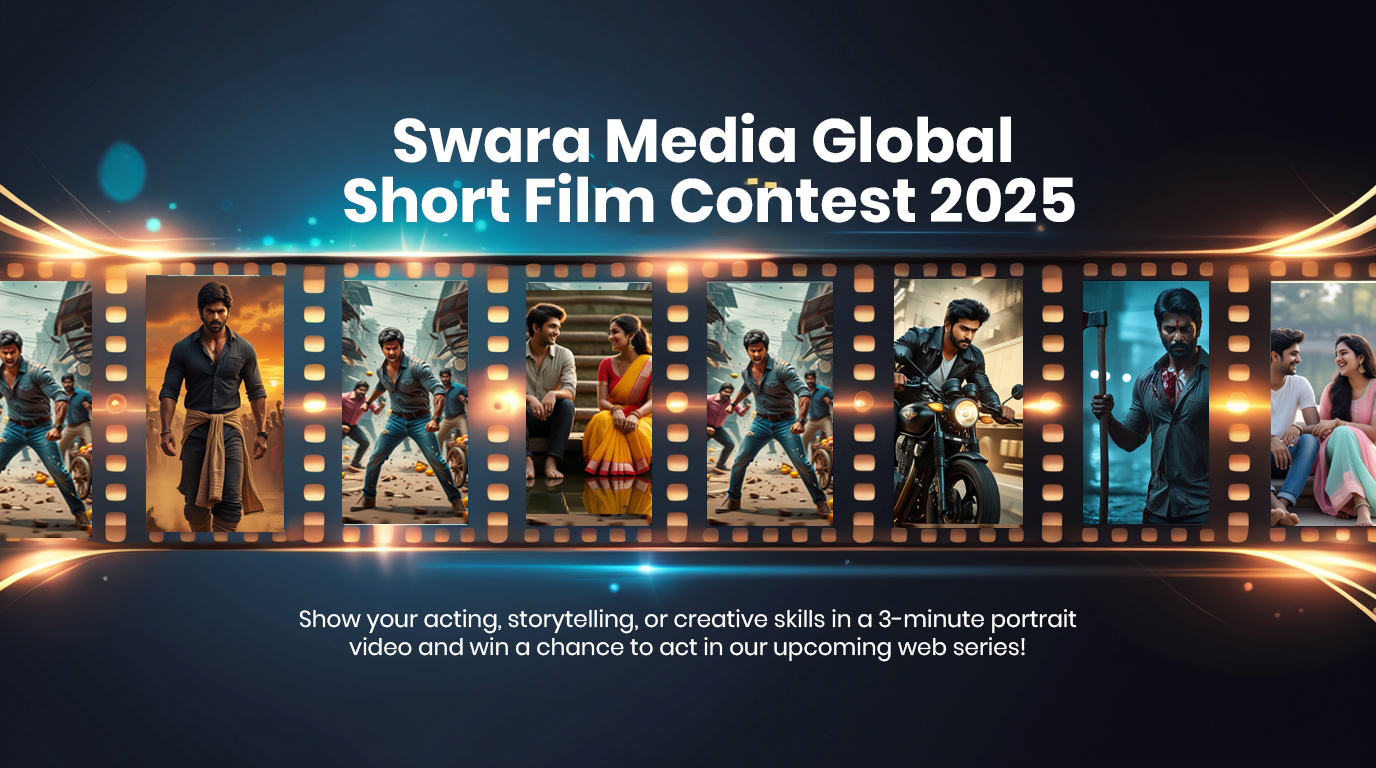 Swara Media Global
Short Film Contest 2025
Show your acting, storytelling, or creative skills in a 3-minute portrait
video and win a chance to act in our upcoming web series!